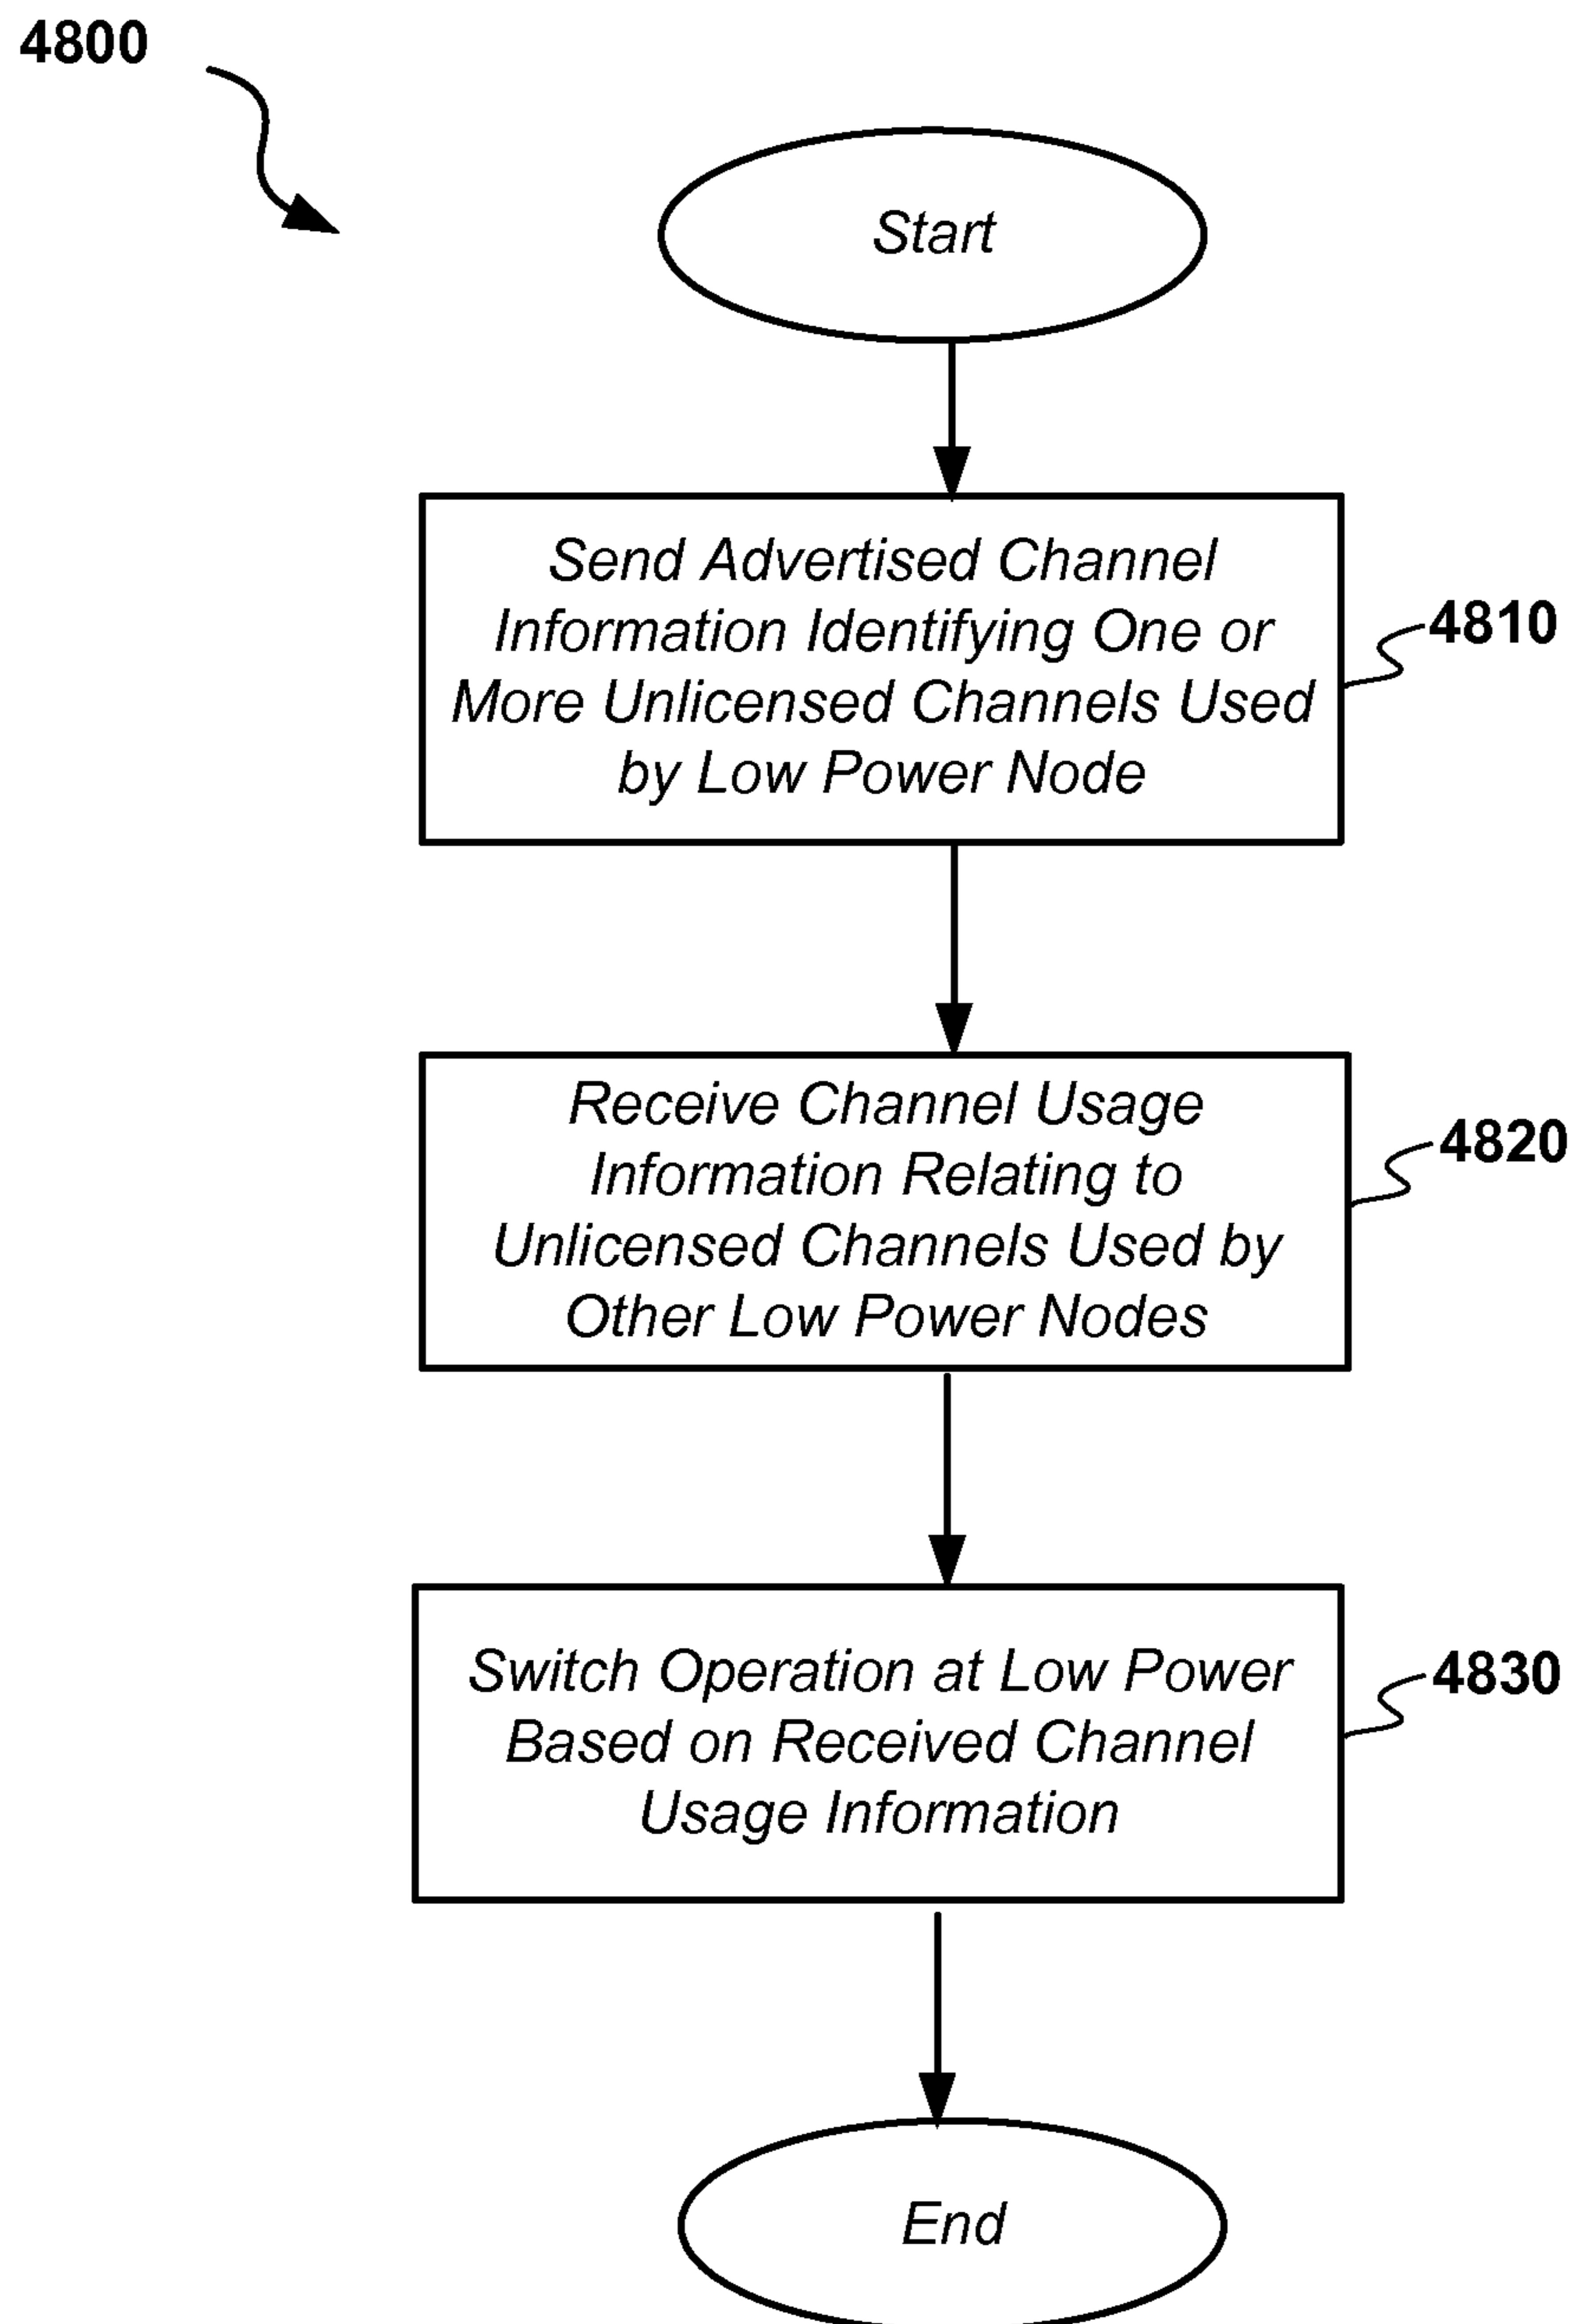 4800
Start
Send Advertised Channel
Information Identifying One or
More Unlicensed Channels Used
by Low Power Node
4810
Receive Channel Usage
Information Relating to
Unlicensed Channels Used by
Other Low Power Nodes
4820
Switch Operation at Low Power
Based on Received Channel
Usage Information
4830
End